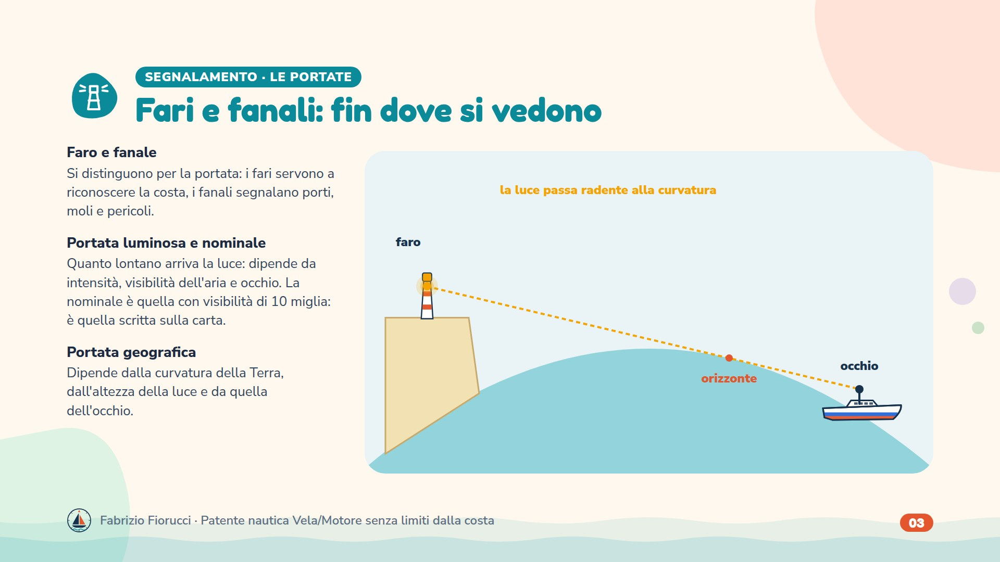 SEGNALAMENTO · LE PORTATE
Fari e fanali: fin dove si vedono
Faro e fanale
Si distinguono per la portata: i fari servono a
riconoscere la costa, i fanali segnalano porti,
moli e pericoli.
Portata luminosa e nominale
Quanto lontano arriva la luce: dipende da
intensità, visibilità dell'aria e occhio. La
nominale è quella con visibilità di 10 miglia:
è quella scritta sulla carta.
Portata geografica
Dipende dalla curvatura della Terra,
dall'altezza della luce e da quella
dell'occhio.
la luce passa radente alla curvatura
faro
occhio
orizzonte
Fabrizio Fiorucci · Patente nautica Vela/Motore senza limiti dalla costa
03